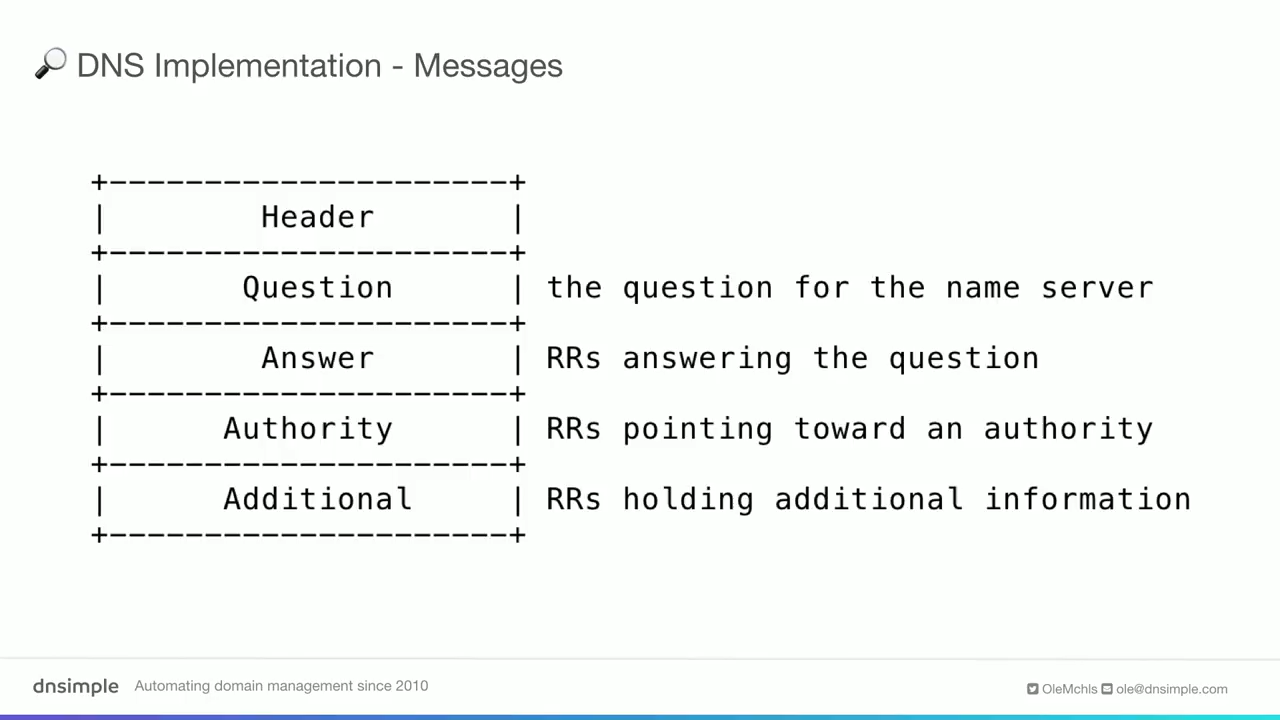 🔎 DNS Implementation - Messages
+---------------------+
|        Header       |
+---------------------+
|       Question      | the question for the name server
+---------------------+
|        Answer       | RRs answering the question
+---------------------+
|      Authority      | RRs pointing toward an authority
+---------------------+
|      Additional     | RRs holding additional information
+---------------------+
dnsimple Automating domain management since 2010 OleMchls ole@dnsimple.com